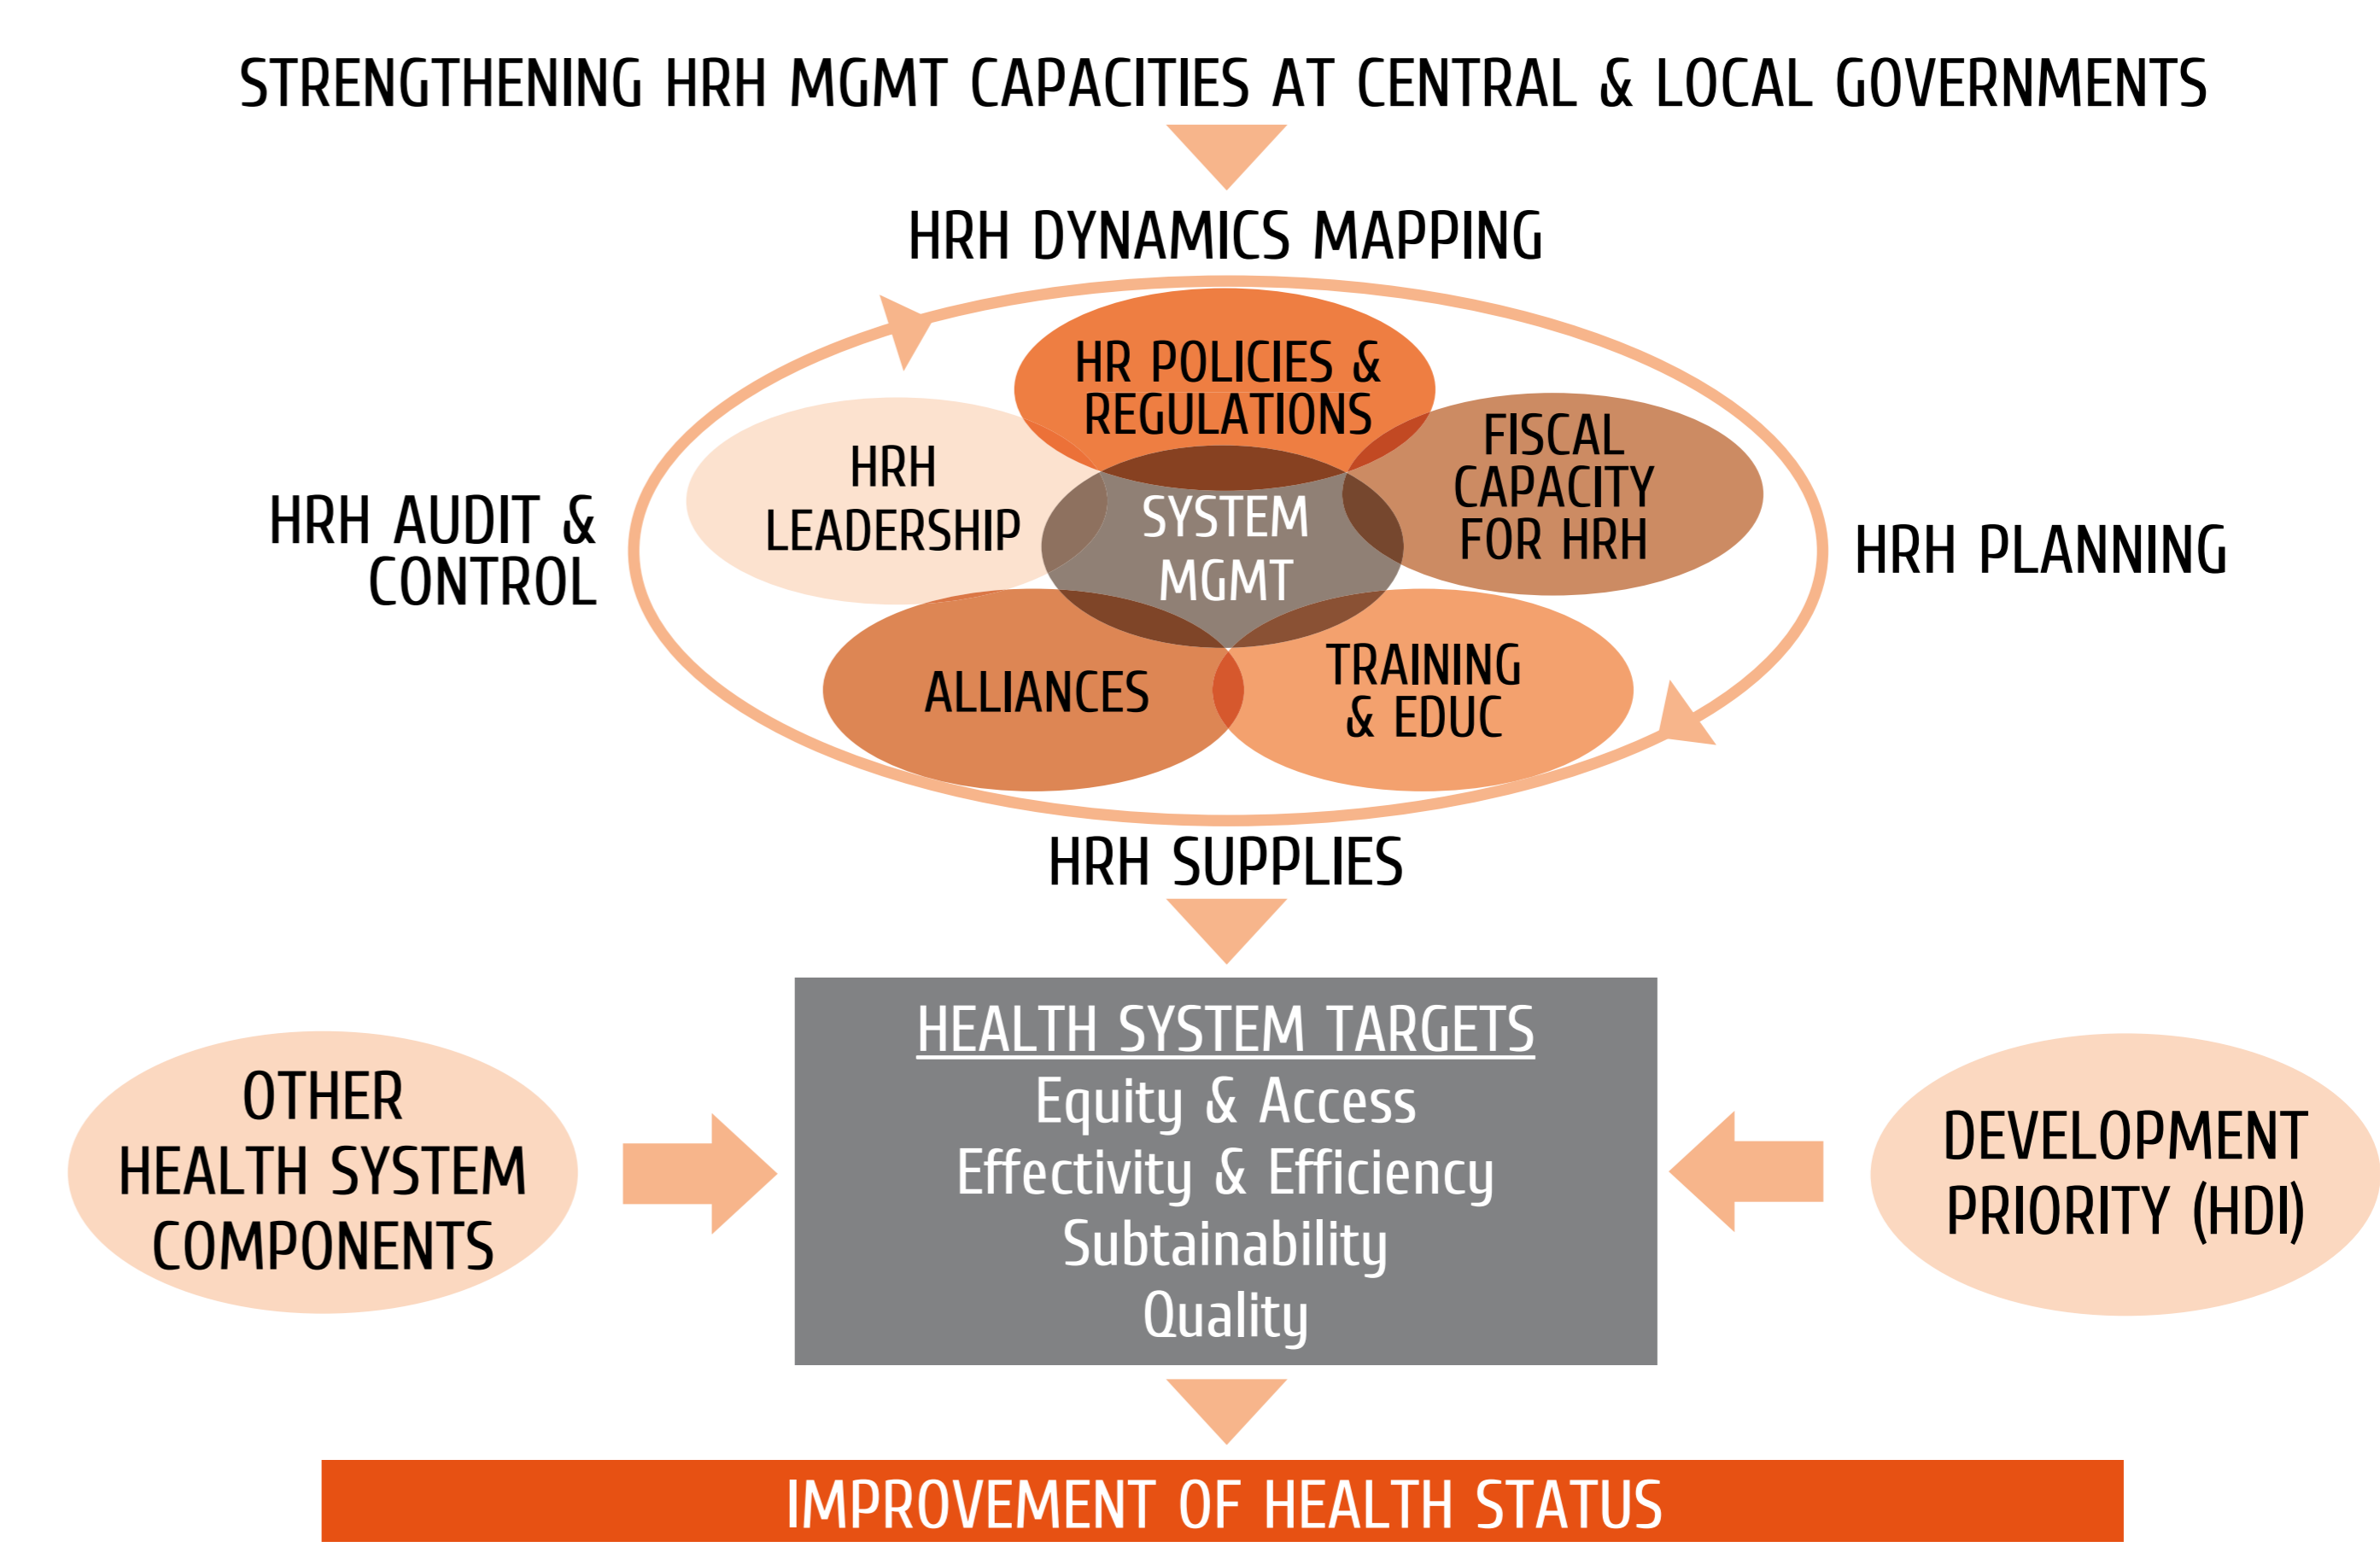 STRENGTHENING HRH MGMT CAPACITIES AT CENTRAL & LOCAL GOVERNMENTS
HRH DYNAMICS MAPPING
HR POLICIES &
REGULATIONS
HRH
LEADERSHIP
FISCAL
CAPACITY
FOR HRH
SYSTEM
MGMT
HRH AUDIT &
CONTROL
HRH PLANNING
ALLIANCES
TRAINING
& EDUC
HRH SUPPLIES
OTHER
HEALTH SYSTEM
COMPONENTS
HEALTH SYSTEM TARGETS
Equity & Access
Effectivity & Efficiency
Subtainability
Quality
DEVELOPMENT
PRIORITY (HDI)
IMPROVEMENT OF HEALTH STATUS